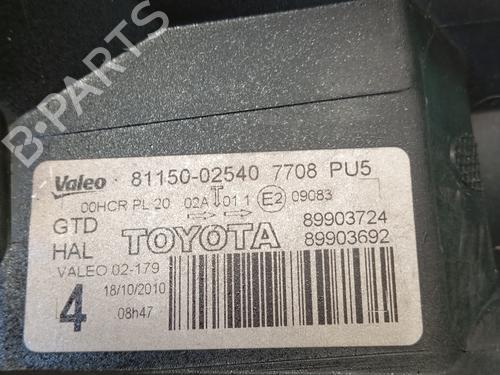 B-PARTS
Valeo 81150-02540 7708 PU5
00HCR PL 20 02A T 01 1 E2 09083
GTD 89903724
HAL TOYOTA 89903692
VALEO 02-179
4 18/10/2010
08h47